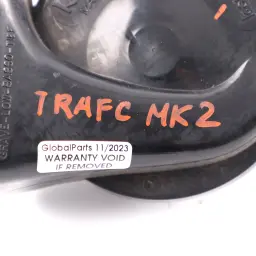 TRAFC MK2
GlobalParts 11/2023
WARRANTY VOID
IF REMOVED